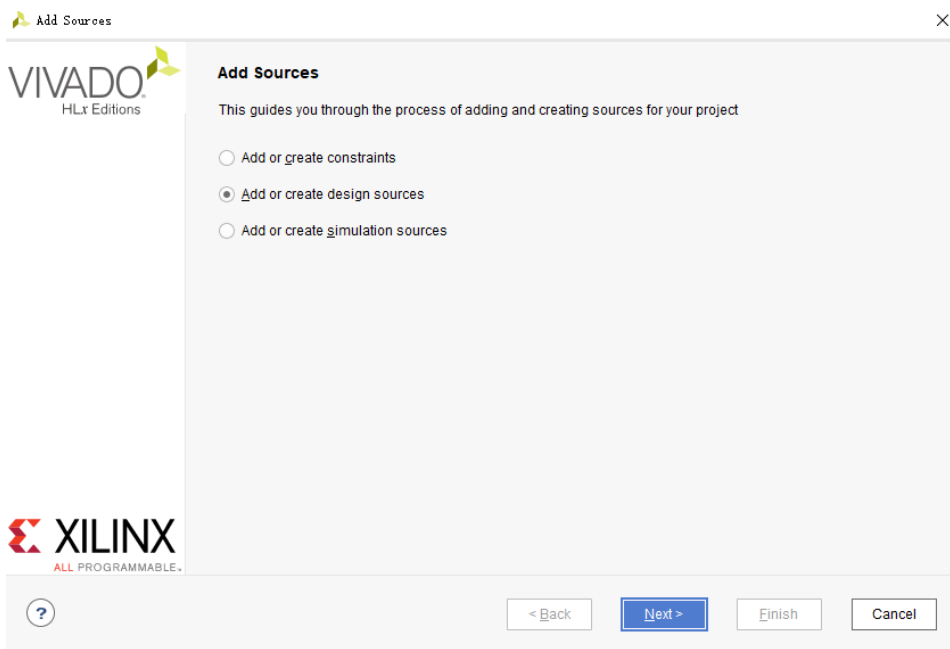 Add Sources
VIVADO
HLx Editions
Add Sources
This guides you through the process of adding and creating sources for your project
Add or create constraints
Add or create design sources
Add or create simulation sources
XILINX
ALL PROGRAMMABLE.
?
< Back
Next >
Finish
Cancel